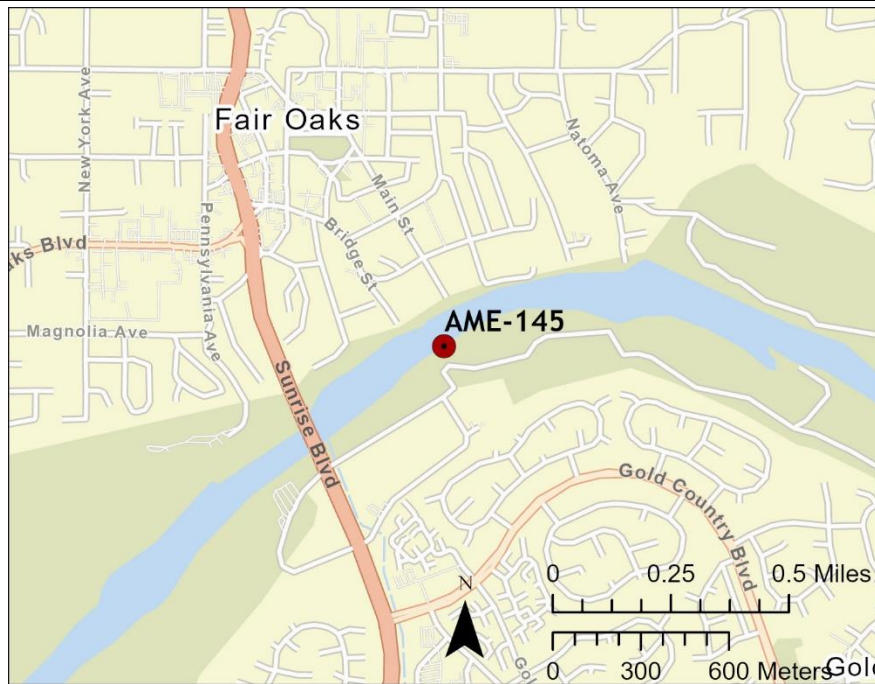 New York Ave
Fair Oaks
Natoma Ave
Main St
Pennsylvania Ave
Bridge St
aks Blvd
AME-145
Magnolia Ave
Sunrise Blvd
Gold Country Blvd
N
0 0.25 0.5 Miles
0 300 600 Meters
Gold
Go